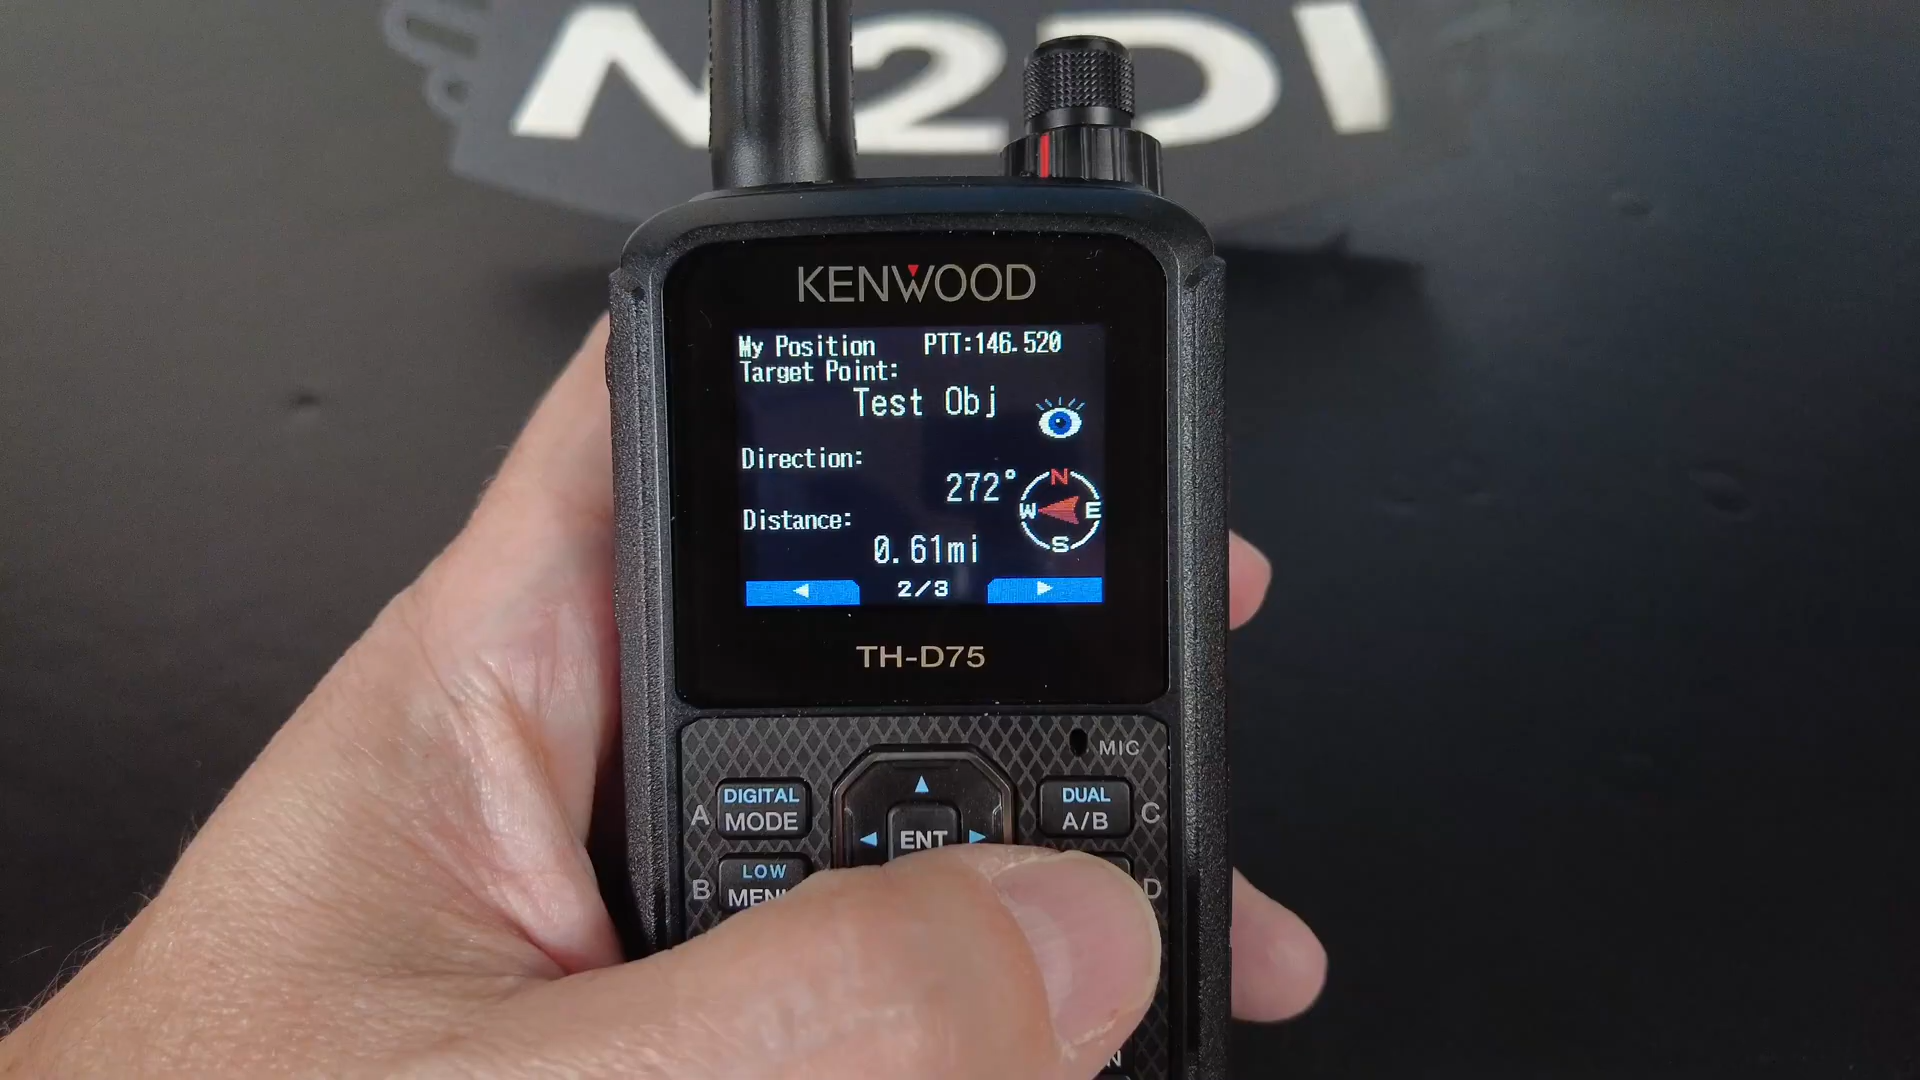 N2DI
KENWOOD
My Position PTT:146.520
Target Point:
Test Obj
Direction:
272°
N
W E
S
Distance:
0.61mi
2/3
TH-D75
MIC
A DIGITAL MODE
ENT
DUAL A/B C
B LOW
D